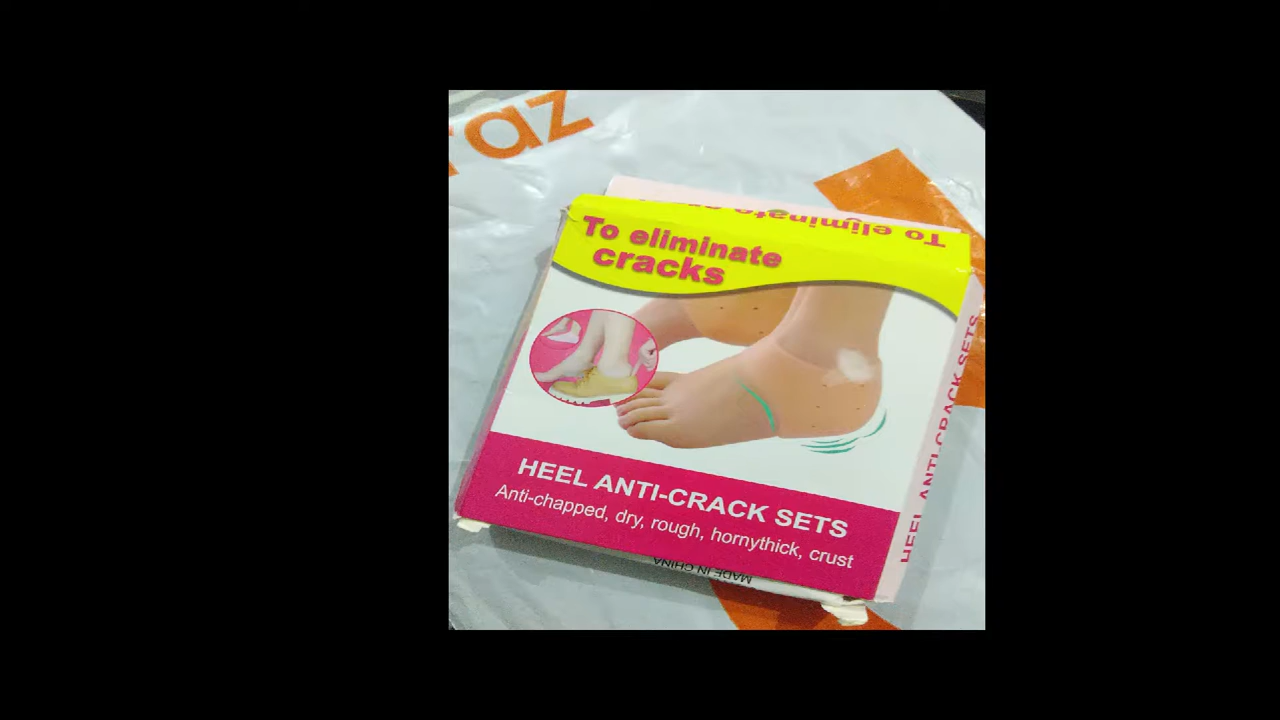 raz
To eliminate
To eliminate
cracks
HEEL ANTI-CRACK SETS
HEEL ANTI-CRACK SETS
Anti-chapped, dry, rough, hornythick, crust
MADE IN CHINA